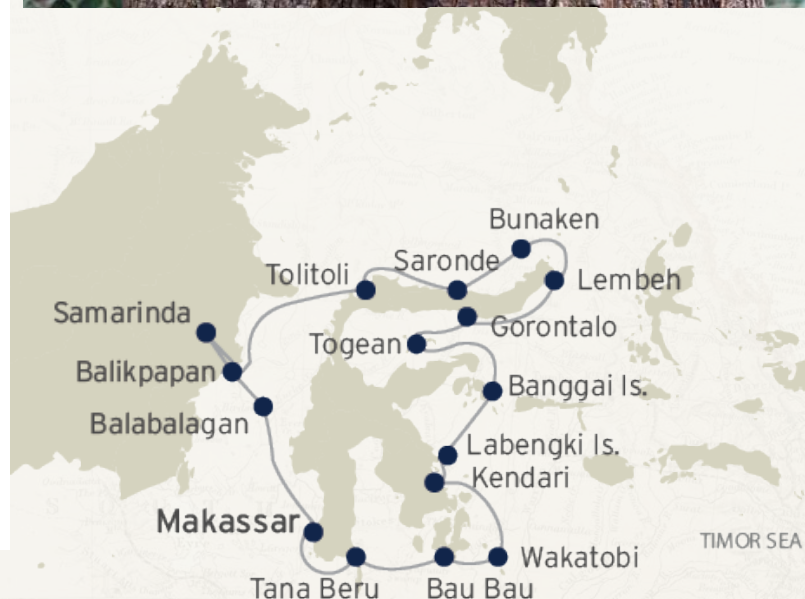 Bunaken
Saronde
Tolitoli
Lembeh
Samarinda
Gorontalo
Togean
Balikpapan
Banggai Is.
Balabalagan
Labengki Is.
Kendari
Makassar
TIMOR SEA
Wakatobi
Tana Beru
Bau Bau